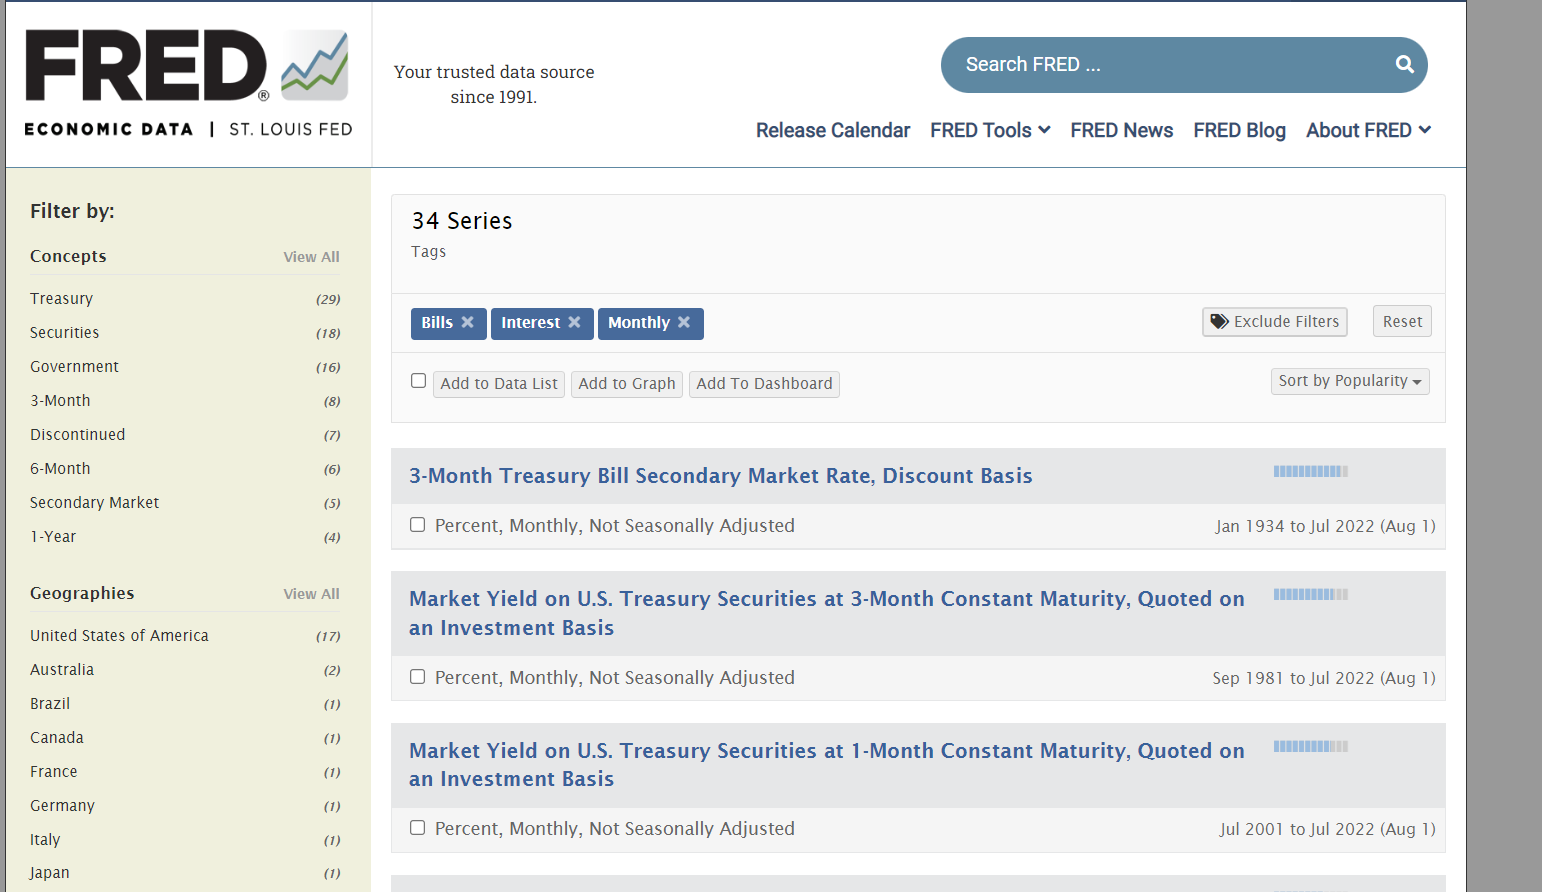 FRED®
ECONOMIC DATA | ST. LOUIS FED
Your trusted data source
since 1991.
Search FRED ...
Release Calendar FRED Tools FRED News FRED Blog About FRED
Filter by:
Concepts View All
Treasury (29)
Securities (18)
Government (16)
3-Month (8)
Discontinued (7)
6-Month (6)
Secondary Market (5)
1-Year (4)
Geographies View All
United States of America (17)
Australia (2)
Brazil (1)
Canada (1)
France (1)
Germany (1)
Italy (1)
Japan (1)
34 Series
Tags
Bills Interest Monthly Exclude Filters Reset
Add to Data List Add to Graph Add To Dashboard Sort by Popularity
3-Month Treasury Bill Secondary Market Rate, Discount Basis
Percent, Monthly, Not Seasonally Adjusted Jan 1934 to Jul 2022 (Aug 1)
Market Yield on U.S. Treasury Securities at 3-Month Constant Maturity, Quoted on
an Investment Basis
Percent, Monthly, Not Seasonally Adjusted Sep 1981 to Jul 2022 (Aug 1)
Market Yield on U.S. Treasury Securities at 1-Month Constant Maturity, Quoted on
an Investment Basis
Percent, Monthly, Not Seasonally Adjusted Jul 2001 to Jul 2022 (Aug 1)